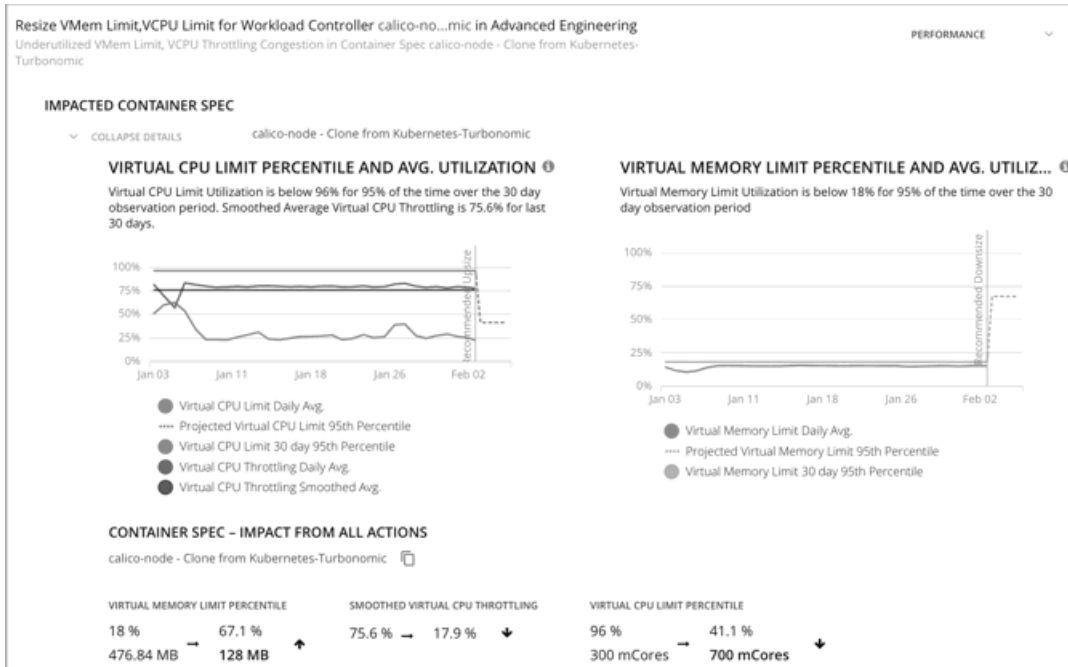 Resize VMem Limit,VCPU Limit for Workload Controller calico-no...mic in Advanced Engineering
Underutilized VMem Limit, VCPU Throttling Congestion in Container Spec calico-node - Clone from Kubernetes-
Turbonomic
PERFORMANCE
IMPACTED CONTAINER SPEC
COLLAPSE DETAILS
calico-node - Clone from Kubernetes-Turbonomic
VIRTUAL CPU LIMIT PERCENTILE AND AVG. UTILIZATION
Virtual CPU Limit Utilization is below 96% for 95% of the time over the 30 day
observation period. Smoothed Average Virtual CPU Throttling is 75.6% for last
30 days.
100%
75%
50%
25%
0%
Recommended Upsize
Jan 03 Jan 11 Jan 18 Jan 26 Feb 02
Virtual CPU Limit Daily Avg.
Projected Virtual CPU Limit 95th Percentile
Virtual CPU Limit 30 day 95th Percentile
Virtual CPU Throttling Daily Avg.
Virtual CPU Throttling Smoothed Avg.
VIRTUAL MEMORY LIMIT PERCENTILE AND AVG. UTILIZ...
Virtual Memory Limit Utilization is below 18% for 95% of the time over the 30
day observation period
100%
75%
50%
25%
0%
Recommended Downsize
Jan 03 Jan 11 Jan 18 Jan 26 Feb 02
Virtual Memory Limit Daily Avg.
Projected Virtual Memory Limit 95th Percentile
Virtual Memory Limit 30 day 95th Percentile
CONTAINER SPEC – IMPACT FROM ALL ACTIONS
calico-node - Clone from Kubernetes-Turbonomic
VIRTUAL MEMORY LIMIT PERCENTILE
18 % → 67.1 % ↑
476.84 MB 128 MB
SMOOTHED VIRTUAL CPU THROTTLING
75.6 % → 17.9 % ↓
VIRTUAL CPU LIMIT PERCENTILE
96 % → 41.1 % ↓
300 mCores 700 mCores